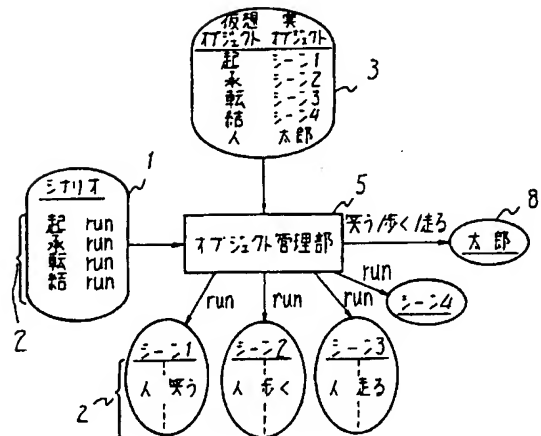 仮想 実
オブジェクト オブジェクト
起 シーン1
承 シーン2
転 シーン3
結 シーン4
人 太郎
3
1
シナリオ
起 run
承 run
転 run
結 run
2
5
オブジェクト管理部
笑う/歩く/走る
8
太郎
run
シーン4
run
run
run
シーン1
人 笑う
シーン2
人 歩く
シーン3
人 走る
2